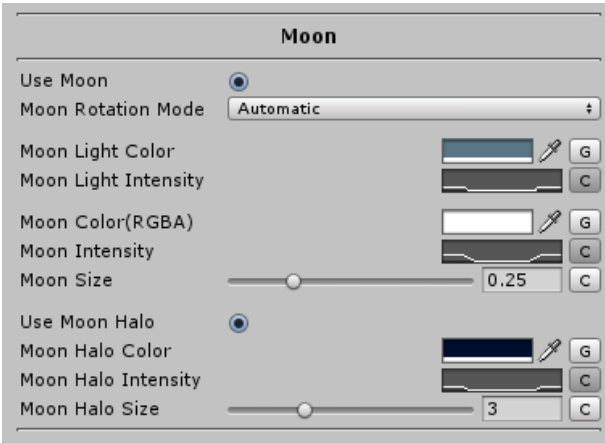 Moon
Use Moon
Moon Rotation Mode Automatic
Moon Light Color G
Moon Light Intensity C
Moon Color(RGBA) G
Moon Intensity C
Moon Size 0.25 C
Use Moon Halo
Moon Halo Color G
Moon Halo Intensity C
Moon Halo Size 3 C